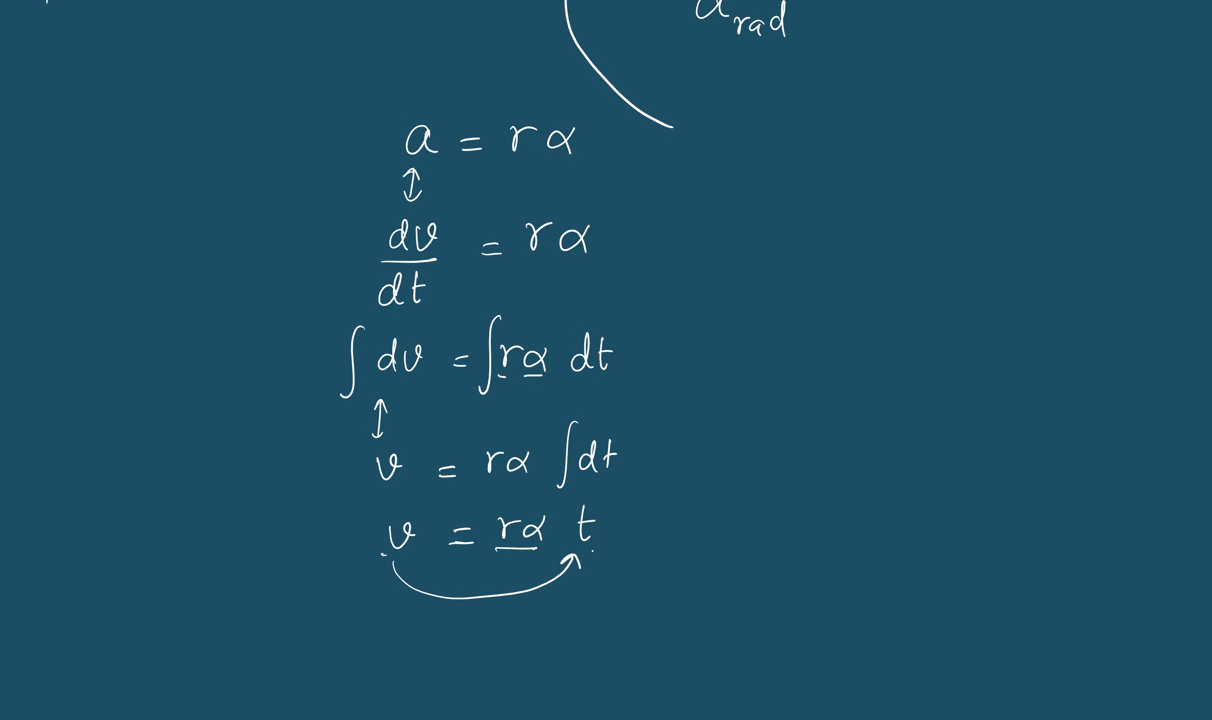 a_rad
a = rα
↕
dv/dt = rα
∫ dv = ∫ rα dt
↕
v = rα ∫ dt
v = rα t